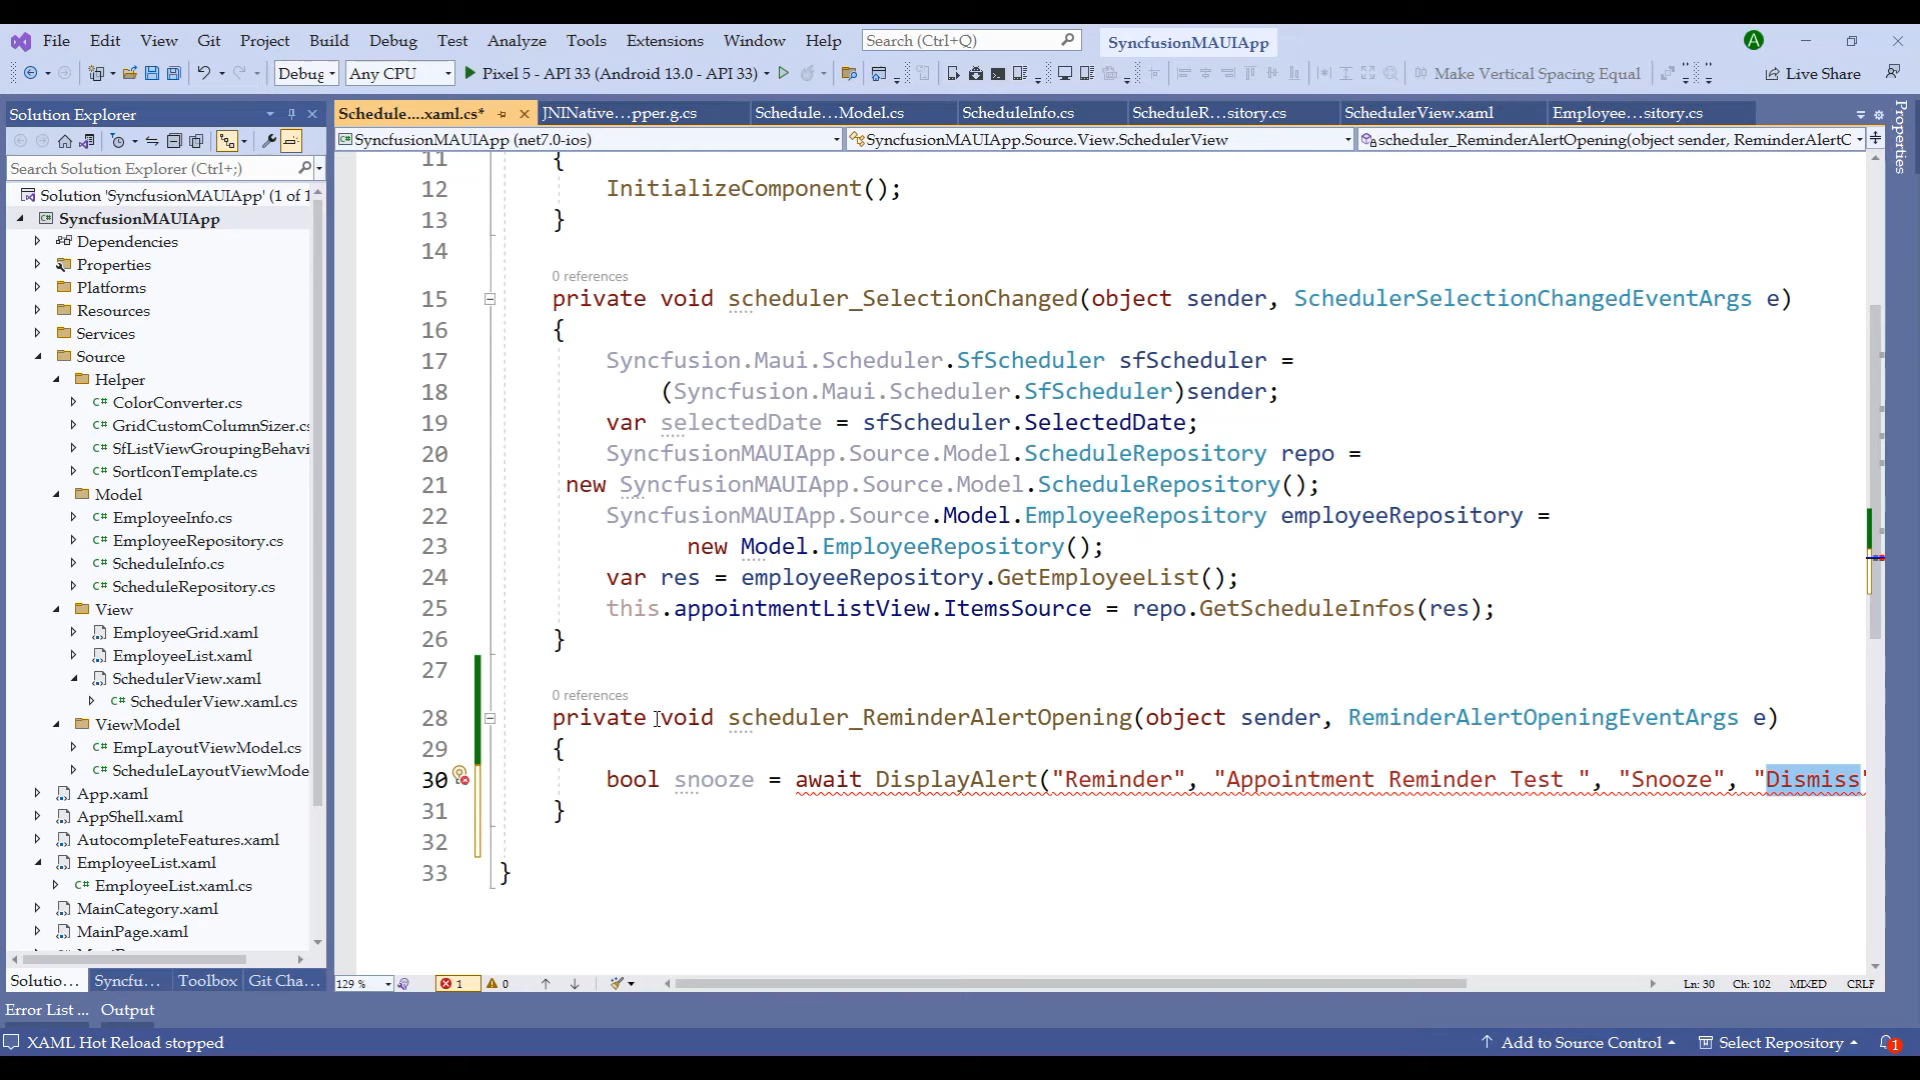 File Edit View Git Project Build Debug Test Analyze Tools Extensions Window Help Search (Ctrl+Q) SyncfusionMAUIApp A
Debug Any CPU Pixel 5 - API 33 (Android 13.0 - API 33) Make Vertical Spacing Equal Live Share
Solution Explorer
Schedule....xaml.cs* JNINative...pper.g.cs Schedule...Model.cs ScheduleInfo.cs ScheduleR...sitory.cs SchedulerView.xaml Employee...sitory.cs
SyncfusionMAUIApp (net7.0-ios) SyncfusionMAUIApp.Source.View.SchedulerView scheduler_ReminderAlertOpening(object sender, ReminderAlertC
Properties
Search Solution Explorer (Ctrl+;)
Solution 'SyncfusionMAUIApp' (1 of 1
SyncfusionMAUIApp
Dependencies
Properties
Platforms
Resources
Services
Source
Helper
ColorConverter.cs
GridCustomColumnSizer.cs
SfListViewGroupingBehavi
SortIconTemplate.cs
Model
EmployeeInfo.cs
EmployeeRepository.cs
ScheduleInfo.cs
ScheduleRepository.cs
View
EmployeeGrid.xaml
EmployeeList.xaml
SchedulerView.xaml
SchedulerView.xaml.cs
ViewModel
EmpLayoutViewModel.cs
ScheduleLayoutViewMode
App.xaml
AppShell.xaml
AutocompleteFeatures.xaml
EmployeeList.xaml
EmployeeList.xaml.cs
MainCategory.xaml
MainPage.xaml
11 {
12 InitializeComponent();
13 }
14
0 references
15 private void scheduler_SelectionChanged(object sender, SchedulerSelectionChangedEventArgs e)
16 {
17 Syncfusion.Maui.Scheduler.SfScheduler sfScheduler =
18 (Syncfusion.Maui.Scheduler.SfScheduler)sender;
19 var selectedDate = sfScheduler.SelectedDate;
20 SyncfusionMAUIApp.Source.Model.ScheduleRepository repo =
21 new SyncfusionMAUIApp.Source.Model.ScheduleRepository();
22 SyncfusionMAUIApp.Source.Model.EmployeeRepository employeeRepository =
23 new Model.EmployeeRepository();
24 var res = employeeRepository.GetEmployeeList();
25 this.appointmentListView.ItemsSource = repo.GetScheduleInfos(res);
26 }
27
0 references
28 private void scheduler_ReminderAlertOpening(object sender, ReminderAlertOpeningEventArgs e)
29 {
30 bool snooze = await DisplayAlert("Reminder", "Appointment Reminder Test ", "Snooze", "Dismiss"
31 }
32
33 }
Solutio... Syncfu... Toolbox Git Cha...
129 % 1 0 Ln: 30 Ch: 102 MIXED CRLF
Error List ... Output
XAML Hot Reload stopped Add to Source Control Select Repository 1